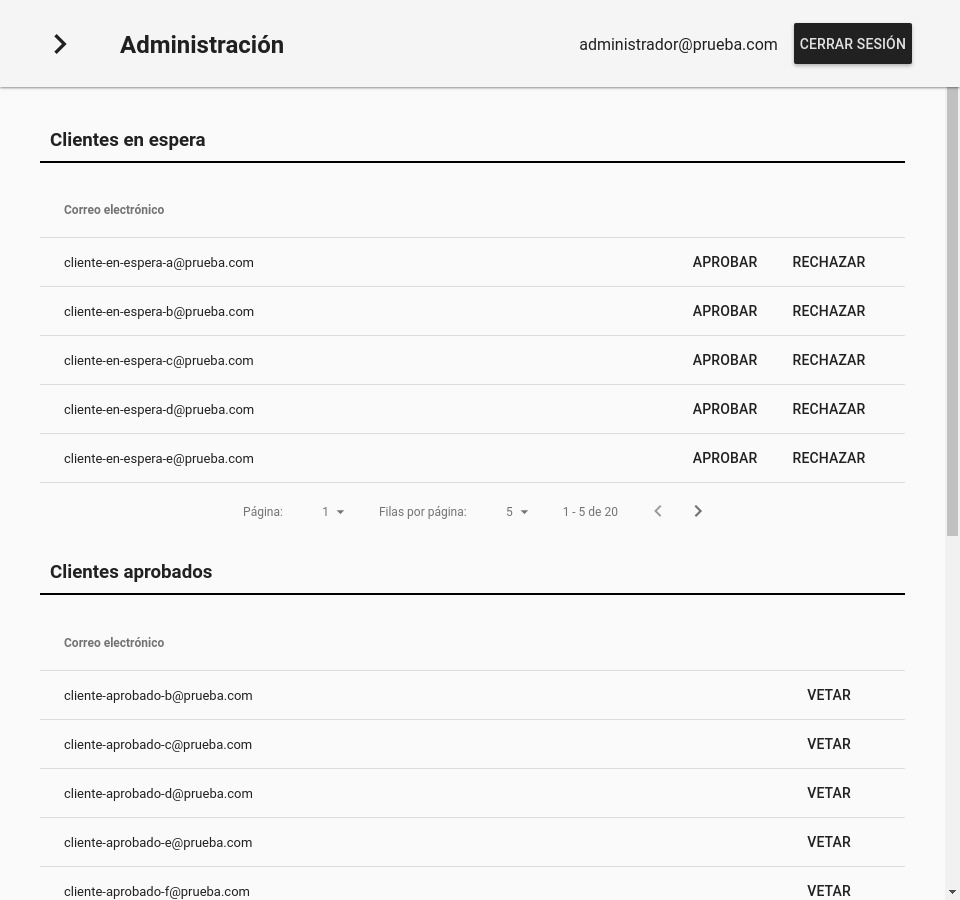 Administración administrador@prueba.com CERRAR SESIÓN
Clientes en espera
Correo electrónico
cliente-en-espera-a@prueba.com APROBAR RECHAZAR
cliente-en-espera-b@prueba.com APROBAR RECHAZAR
cliente-en-espera-c@prueba.com APROBAR RECHAZAR
cliente-en-espera-d@prueba.com APROBAR RECHAZAR
cliente-en-espera-e@prueba.com APROBAR RECHAZAR
Página: 1 Filas por página: 5 1 - 5 de 20
Clientes aprobados
Correo electrónico
cliente-aprobado-b@prueba.com VETAR
cliente-aprobado-c@prueba.com VETAR
cliente-aprobado-d@prueba.com VETAR
cliente-aprobado-e@prueba.com VETAR
cliente-aprobado-f@prueba.com VETAR